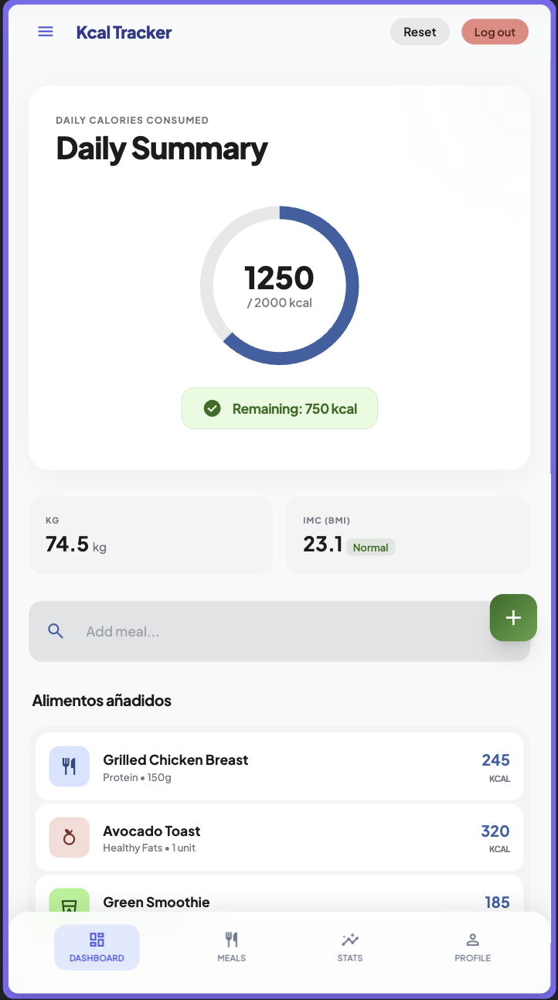 Kcal Tracker
Reset
Log out
DAILY CALORIES CONSUMED
Daily Summary
1250
/ 2000 kcal
Remaining: 750 kcal
KG
74.5 kg
IMC (BMI)
23.1 Normal
Add meal...
Alimentos añadidos
Grilled Chicken Breast
245
Protein • 150g
KCAL
Avocado Toast
320
Healthy Fats • 1 unit
KCAL
Green Smoothie
185
DASHBOARD
MEALS
STATS
PROFILE